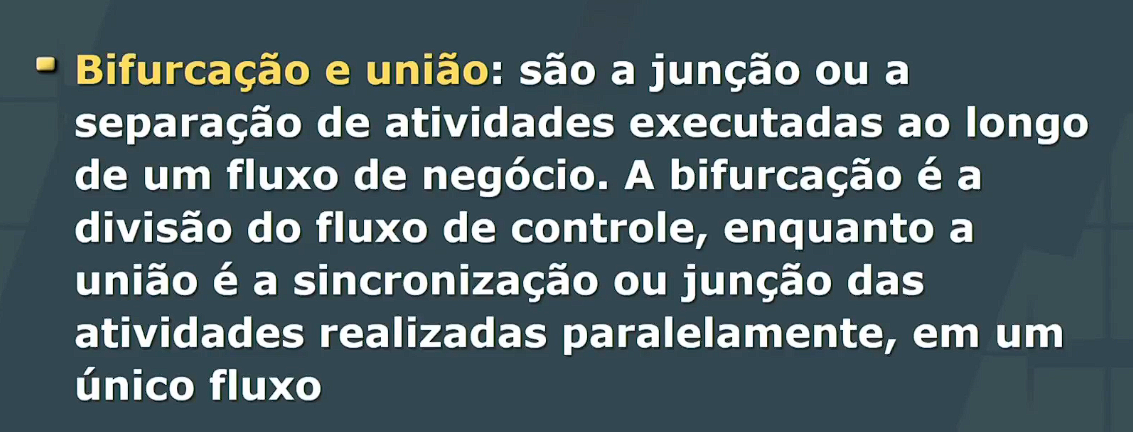 Bifurcação e união: são a junção ou a
separação de atividades executadas ao longo
de um fluxo de negócio. A bifurcação é a
divisão do fluxo de controle, enquanto a
união é a sincronização ou junção das
atividades realizadas paralelamente, em um
único fluxo